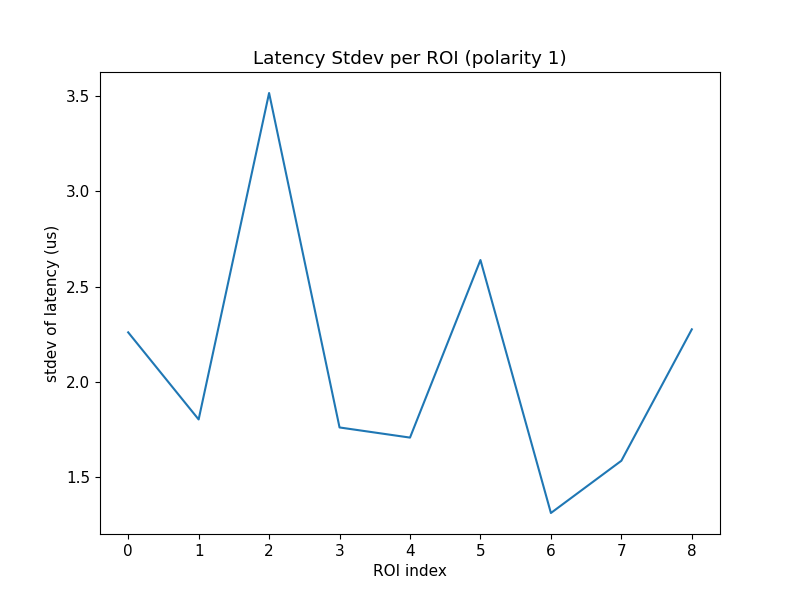 Latency Stdev per ROI (polarity 1)
stdev of latency (us)
3.5
3.0
2.5
2.0
1.5
0 1 2 3 4 5 6 7 8
ROI index